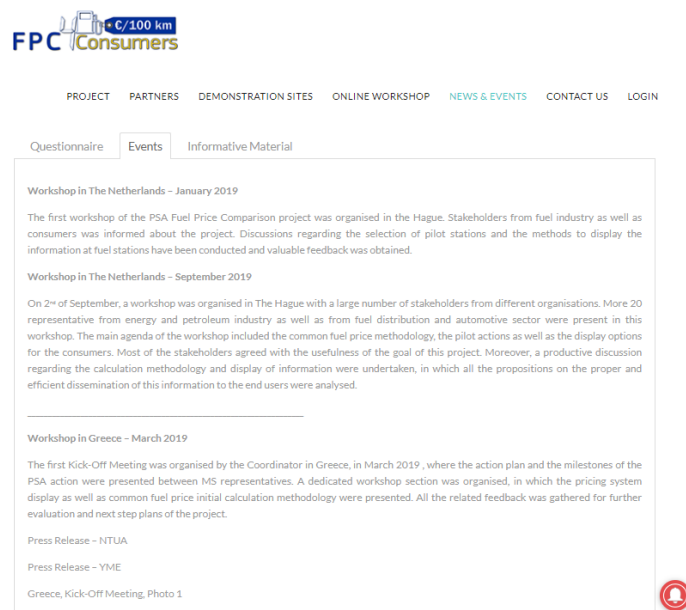 €/100 km
FPC Consumers
PROJECT PARTNERS DEMONSTRATION SITES ONLINE WORKSHOP NEWS & EVENTS CONTACT US LOGIN
Questionnaire Events Informative Material
Workshop in The Netherlands – January 2019
The first workshop of the PSA Fuel Price Comparison project was organised in the Hague. Stakeholders from fuel industry as well as
consumers was informed about the project. Discussions regarding the selection of pilot stations and the methods to display the
information at fuel stations have been conducted and valuable feedback was obtained.
Workshop in The Netherlands – September 2019
On 2nd of September, a workshop was organised in The Hague with a large number of stakeholders from different organisations. More 20
representative from energy and petroleum industry as well as from fuel distribution and automotive sector were present in this
workshop. The main agenda of the workshop included the common fuel price methodology, the pilot actions as well as the display options
for the consumers. Most of the stakeholders agreed with the usefulness of the goal of this project. Moreover, a productive discussion
regarding the calculation methodology and display of information were undertaken, in which all the propositions on the proper and
efficient dissemination of this information to the end users were analysed.
Workshop in Greece – March 2019
The first Kick-Off Meeting was organised by the Coordinator in Greece, in March 2019 , where the action plan and the milestones of the
PSA action were presented between MS representatives. A dedicated workshop section was organised, in which the pricing system
display as well as common fuel price initial calculation methodology were presented. All the related feedback was gathered for further
evaluation and next step plans of the project.
Press Release – NTUA
Press Release – YME
Greece, Kick-Off Meeting, Photo 1